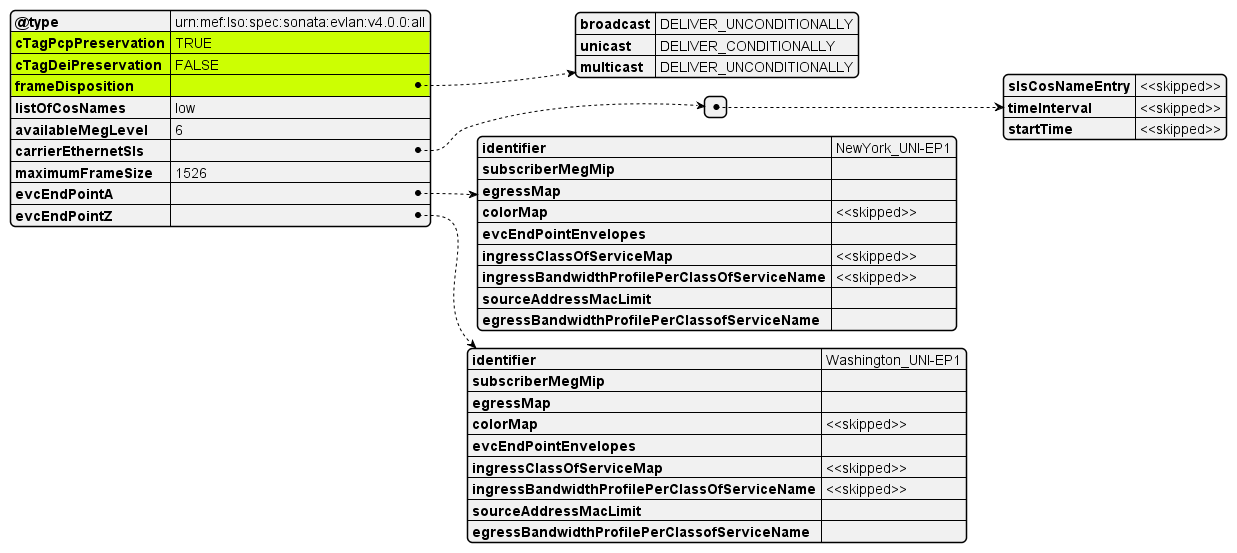 @type urn:mef:lso:spec:sonata:evlan:v4.0.0:all
cTagPcpPreservation TRUE
cTagDeiPreservation FALSE
frameDisposition
listOfCosNames low
availableMegLevel 6
carrierEthernetSls
maximumFrameSize 1526
evcEndPointA
evcEndPointZ
broadcast DELIVER_UNCONDITIONALLY
unicast DELIVER_CONDITIONALLY
multicast DELIVER_UNCONDITIONALLY
slsCosNameEntry <<skipped>>
timeInterval <<skipped>>
startTime <<skipped>>
identifier NewYork_UNI-EP1
subscriberMegMip
egressMap
colorMap <<skipped>>
evcEndPointEnvelopes
ingressClassOfServiceMap <<skipped>>
ingressBandwidthProfilePerClassOfServiceName <<skipped>>
sourceAddressMacLimit
egressBandwidthProfilePerClassofServiceName
identifier Washington_UNI-EP1
subscriberMegMip
egressMap
colorMap <<skipped>>
evcEndPointEnvelopes
ingressClassOfServiceMap <<skipped>>
ingressBandwidthProfilePerClassOfServiceName <<skipped>>
sourceAddressMacLimit
egressBandwidthProfilePerClassofServiceName